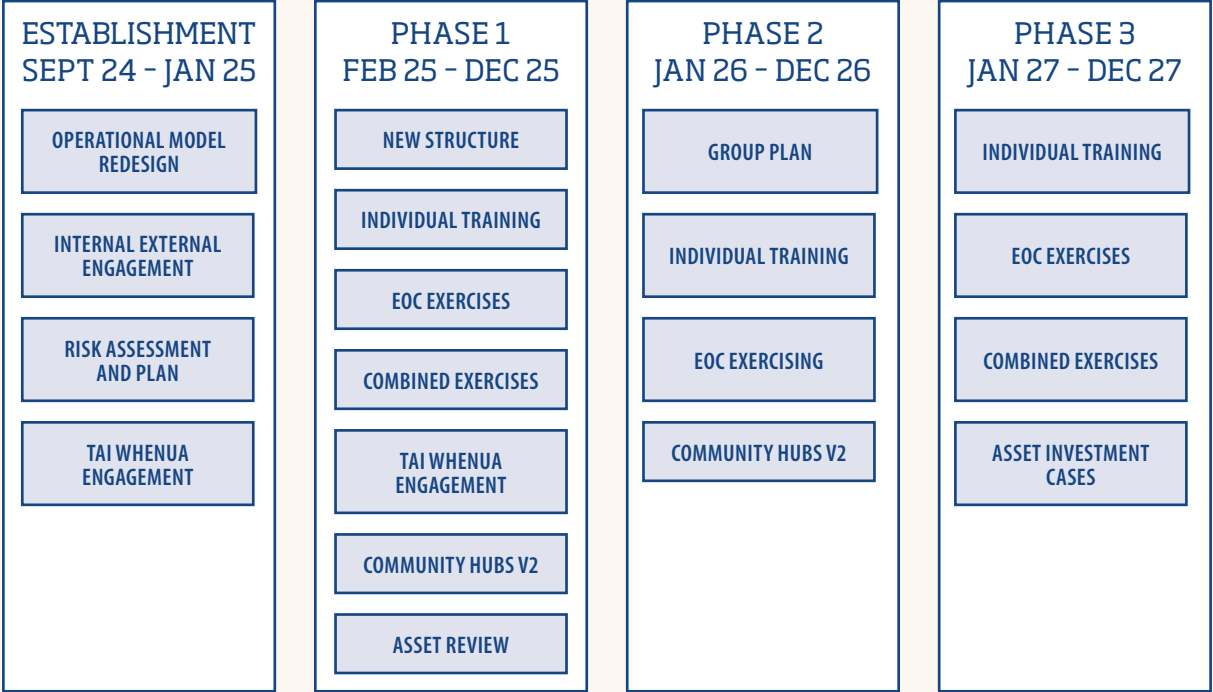 ESTABLISHMENT
SEPT 24 – JAN 25
OPERATIONAL MODEL
REDESIGN
INTERNAL EXTERNAL
ENGAGEMENT
RISK ASSESSMENT
AND PLAN
TAI WHENUA
ENGAGEMENT
PHASE 1
FEB 25 – DEC 25
NEW STRUCTURE
INDIVIDUAL TRAINING
EOC EXERCISES
COMBINED EXERCISES
TAI WHENUA
ENGAGEMENT
COMMUNITY HUBS V2
ASSET REVIEW
PHASE 2
JAN 26 – DEC 26
GROUP PLAN
INDIVIDUAL TRAINING
EOC EXERCISING
COMMUNITY HUBS V2
PHASE 3
JAN 27 – DEC 27
INDIVIDUAL TRAINING
EOC EXERCISES
COMBINED EXERCISES
ASSET INVESTMENT
CASES